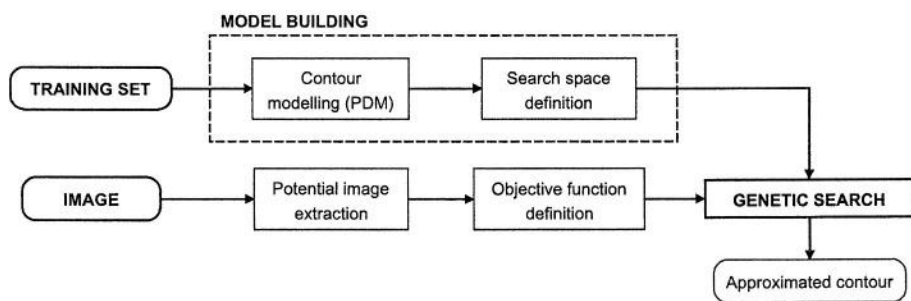 MODEL BUILDING
TRAINING SET
Contour
modelling (PDM)
Search space
definition
IMAGE
Potential image
extraction
Objective function
definition
GENETIC SEARCH
Approximated contour